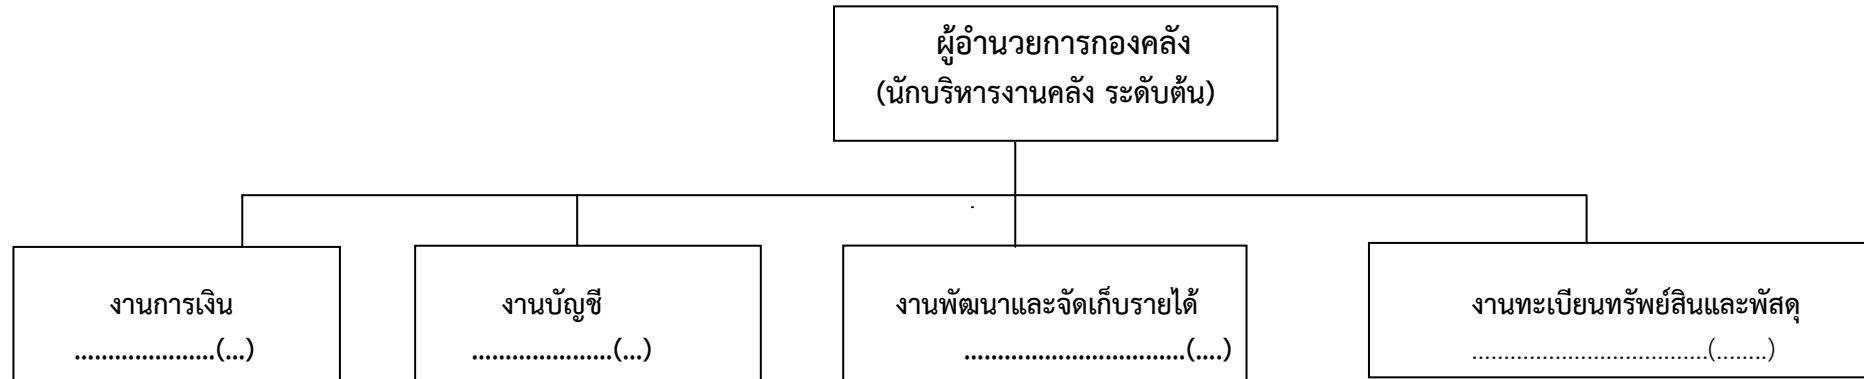 ผู้อำนวยการกองคลัง
(นักบริหารงานคลัง ระดับต้น)
งานการเงิน
.....................(...)
งานบัญชี
.....................(...)
งานพัฒนาและจัดเก็บรายได้
.................................(....)
งานทะเบียนทรัพย์สินและพัสดุ
.....................................(........)